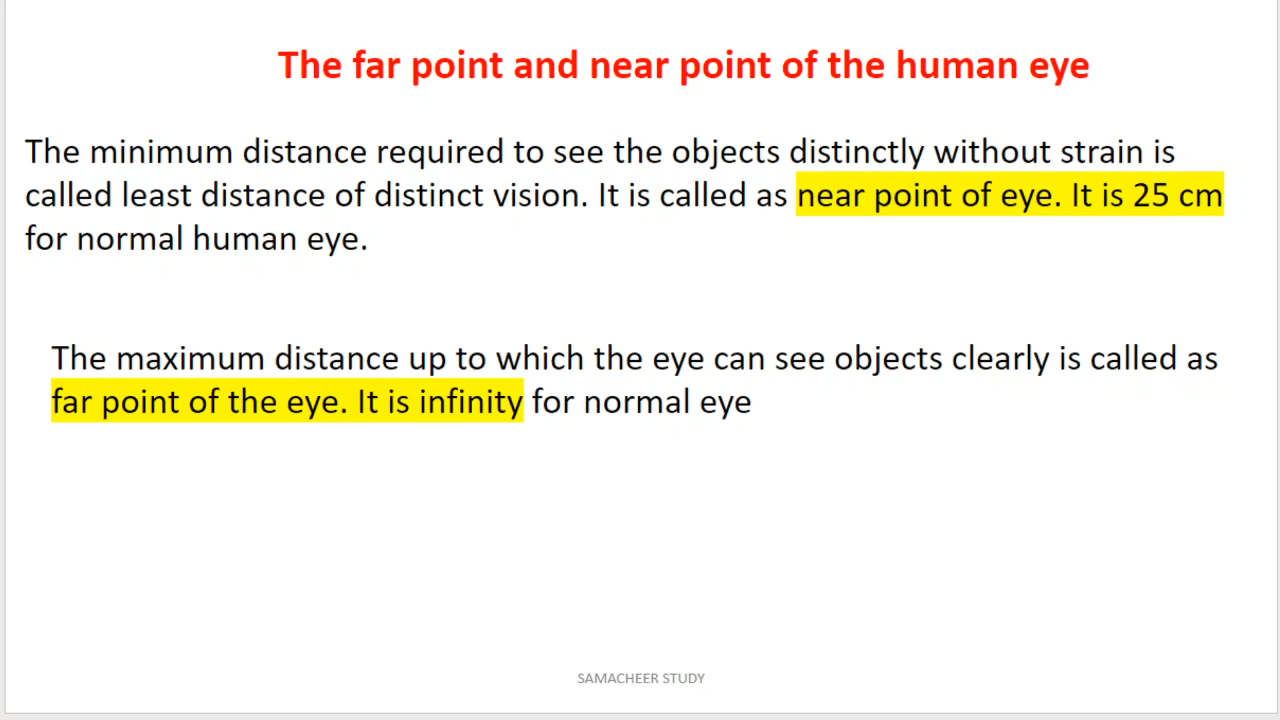 The far point and near point of the human eye
The minimum distance required to see the objects distinctly without strain is
called least distance of distinct vision. It is called as near point of eye. It is 25 cm
for normal human eye.
The maximum distance up to which the eye can see objects clearly is called as
far point of the eye. It is infinity for normal eye
SAMACHEER STUDY